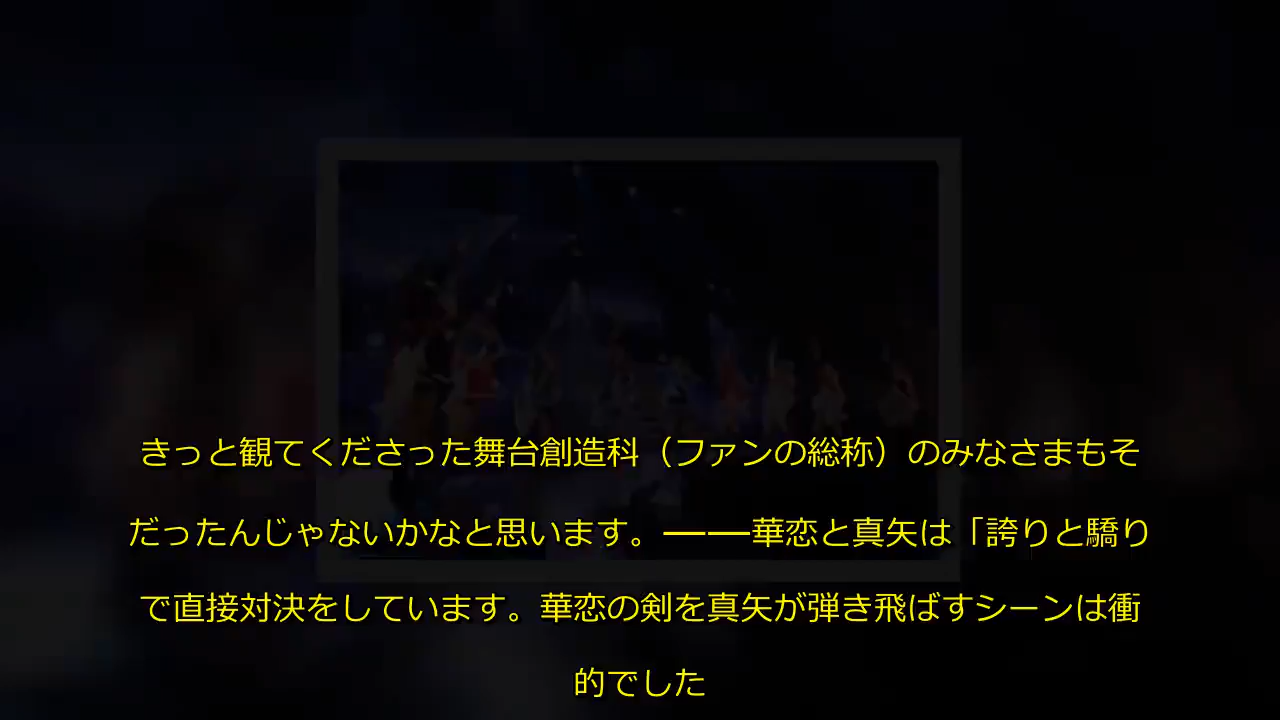 きっと観てくださった舞台創造科（ファンの総称）のみなさまもそ
だったんじゃないかなと思います。――華恋と真矢は「誇りと驕り
で直接対決をしています。華恋の剣を真矢が弾き飛ばすシーンは衝
的でした